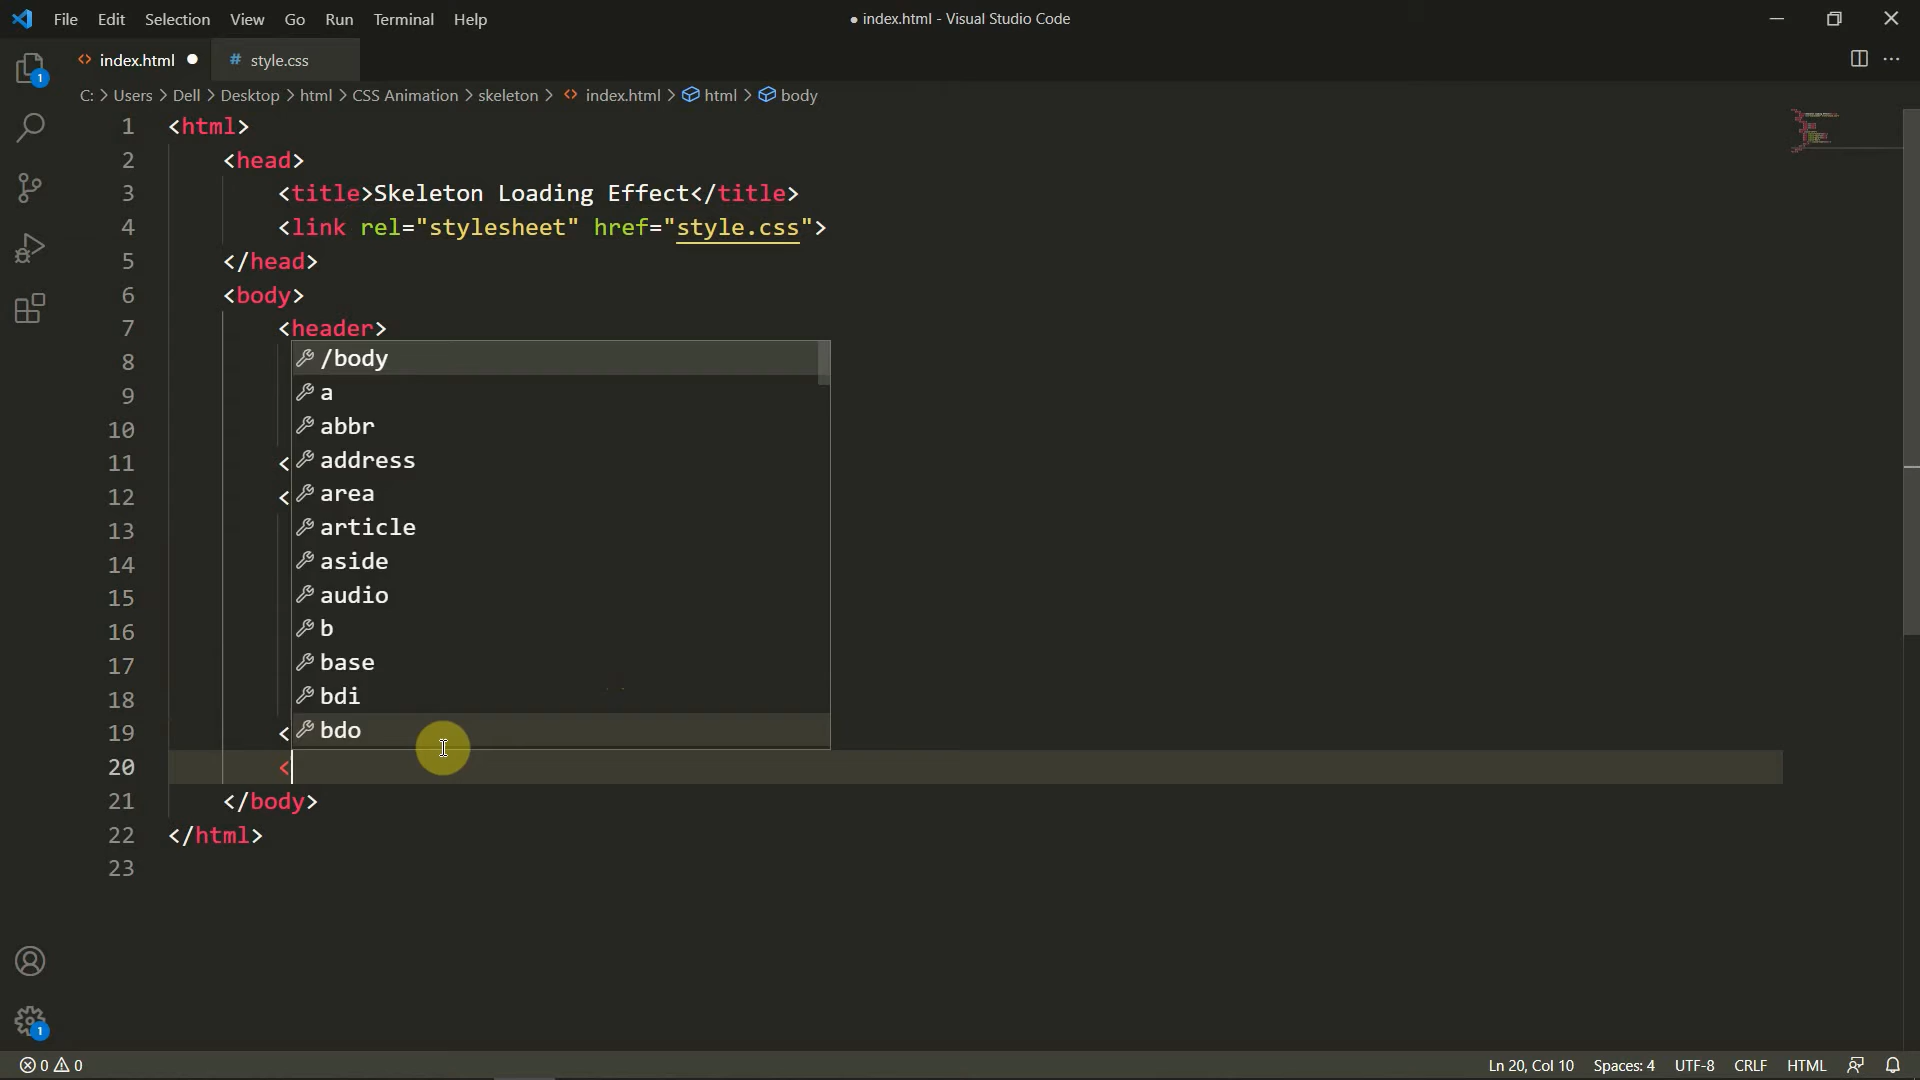 File Edit Selection View Go Run Terminal Help
● index.html - Visual Studio Code
index.html ●
# style.css
C: > Users > Dell > Desktop > html > CSS Animation > skeleton > index.html > html > body
1 <html>
2 <head>
3 <title>Skeleton Loading Effect</title>
4 <link rel="stylesheet" href="style.css">
5 </head>
6 <body>
7 <header>
8 /body
9 a
10 abbr
11 < address
12 < area
13 article
14 aside
15 audio
16 b
17 base
18 bdi
19 < bdo
20 <
21 </body>
22 </html>
23
1
1
0 0
Ln 20, Col 10
Spaces: 4
UTF-8
CRLF
HTML